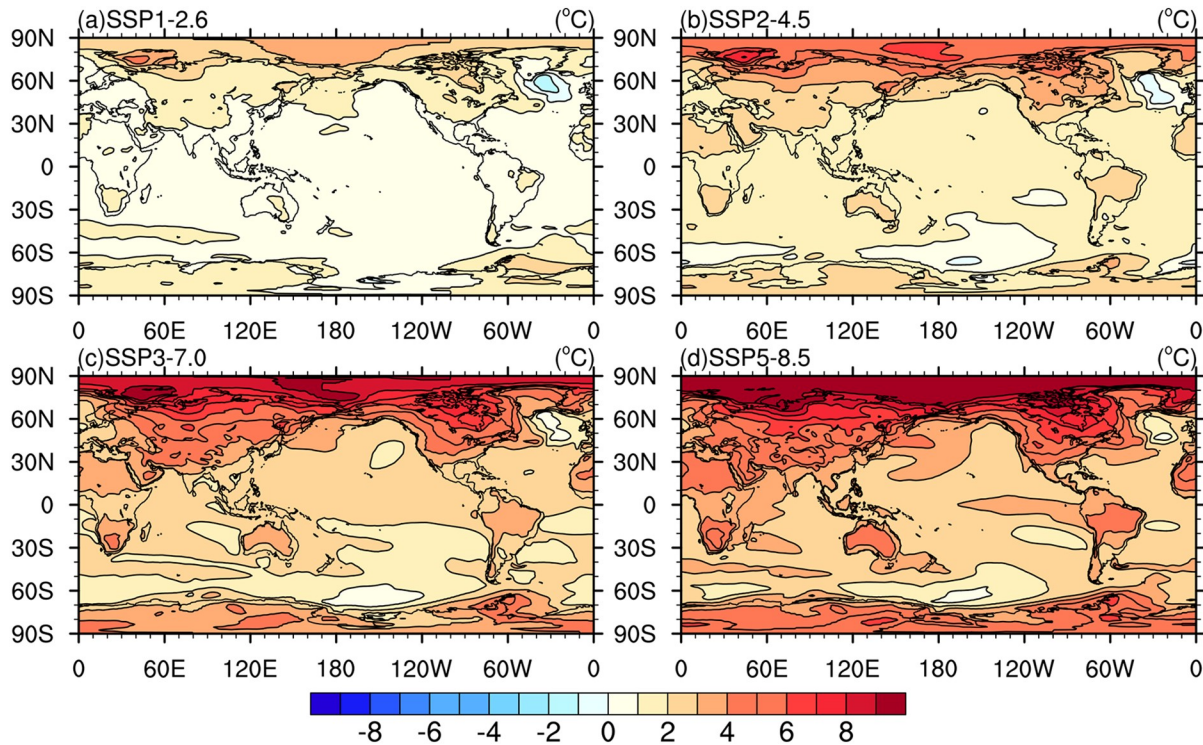 (a)SSP1-2.6 (°C) (b)SSP2-4.5 (°C)
90N 90N
60N 60N
30N 30N
0 0
30S 30S
60S 60S
90S 90S
0 60E 120E 180 120W 60W 0 0 60E 120E 180 120W 60W 0
(c)SSP3-7.0 (°C) (d)SSP5-8.5 (°C)
90N 90N
60N 60N
30N 30N
0 0
30S 30S
60S 60S
90S 90S
0 60E 120E 180 120W 60W 0 0 60E 120E 180 120W 60W 0
-8 -6 -4 -2 0 2 4 6 8